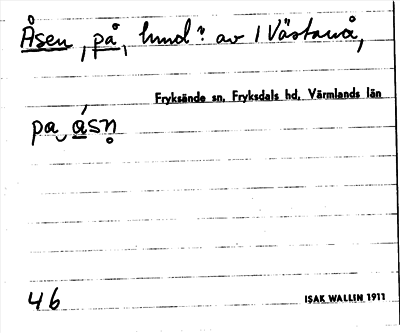 Åsen, på, hmd? av 1 Västanå,
Fryksände sn, Fryksdals hd, Värmlands län
pa åsn̥
46
ISAK WALLIN 1911